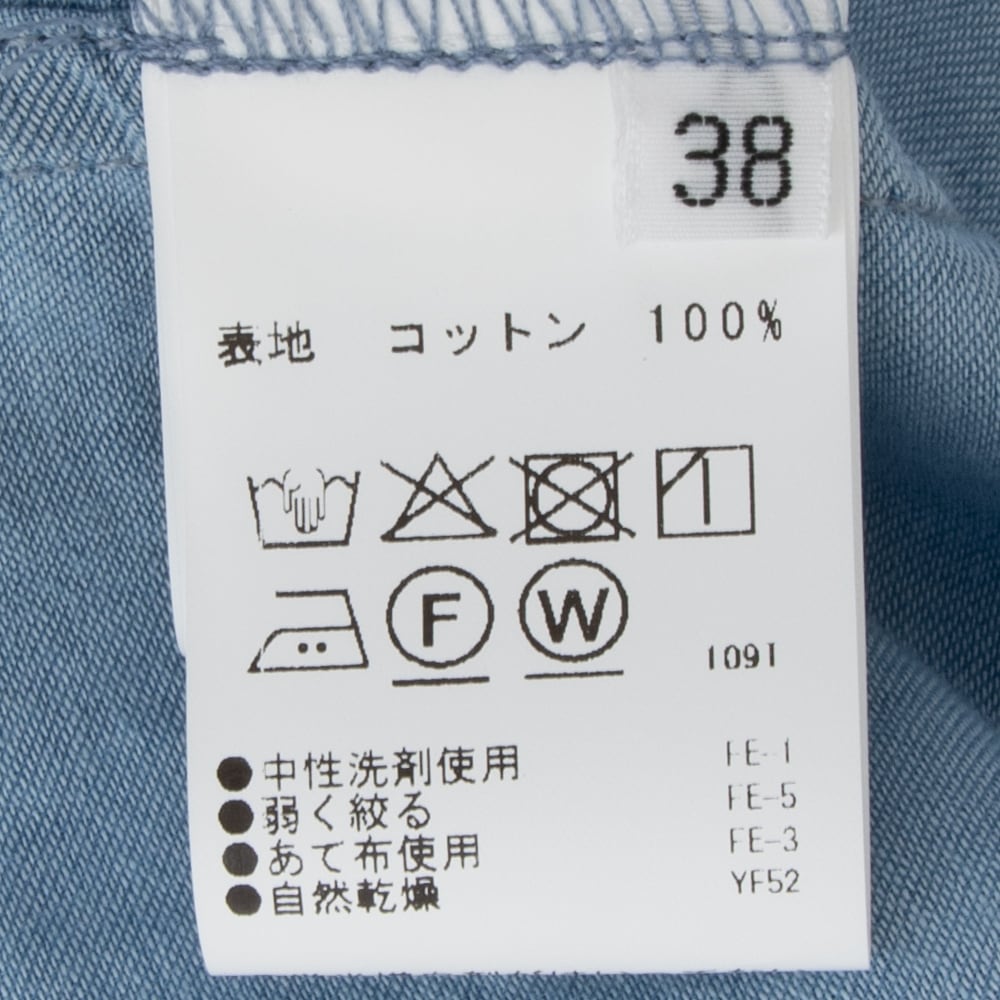 38
表地 コットン 100%
F W
1091
●中性洗剤使用 FE-1
●弱く絞る FE-5
●あて布使用 FE-3
●自然乾燥 YF52